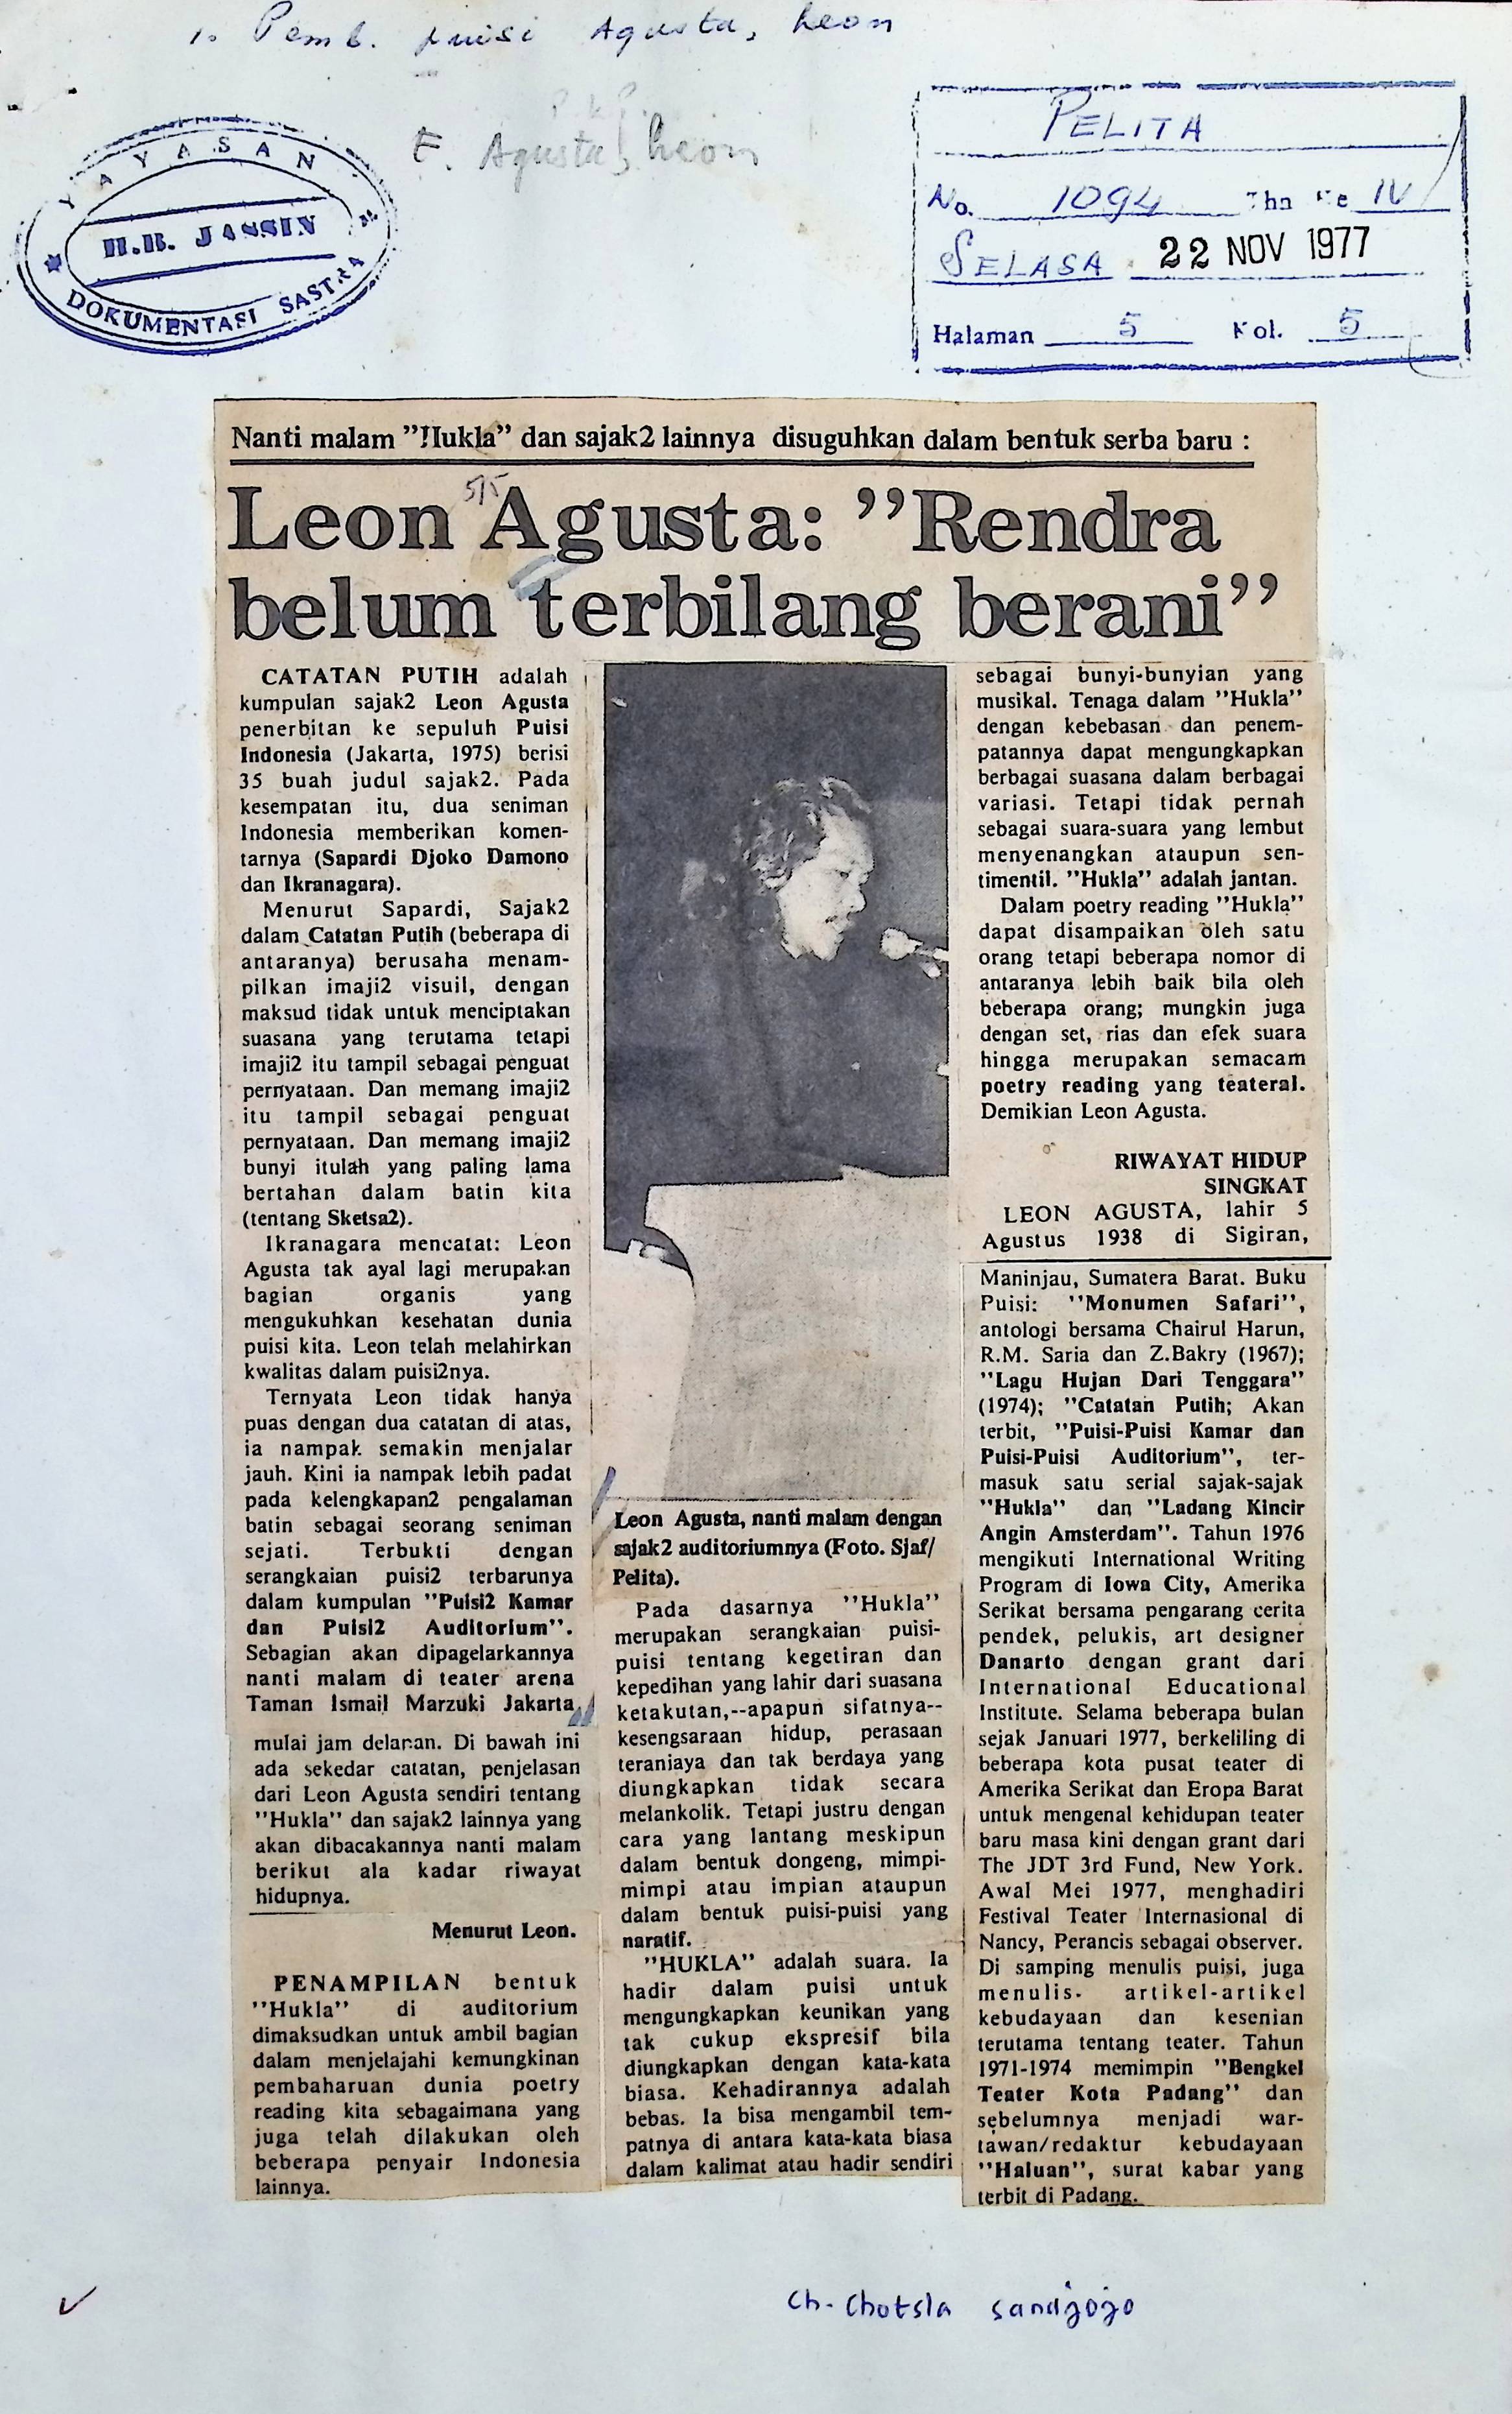 1. Pemb. puisi Agusta, Leon
F. Agusta, Leon
YAYASAN
H.B. JASSIN
DOKUMENTASI SASTRA
PELITA
No. 1094 Thn Ke IV
SELASA 22 NOV 1977
Halaman 5 Kol. 5
Nanti malam ”Hukla” dan sajak2 lainnya disuguhkan dalam bentuk serba baru :
5/5
Leon Agusta: ”Rendra
belum terbilang berani”
CATATAN PUTIH adalah
kumpulan sajak2 Leon Agusta
penerbitan ke sepuluh Puisi
Indonesia (Jakarta, 1975) berisi
35 buah judul sajak2. Pada
kesempatan itu, dua seniman
Indonesia memberikan komen-
tarnya (Sapardi Djoko Damono
dan Ikranagara).
Menurut Sapardi, Sajak2
dalam Catatan Putih (beberapa di
antaranya) berusaha menam-
pilkan imaji2 visuil, dengan
maksud tidak untuk menciptakan
suasana yang terutama tetapi
imaji2 itu tampil sebagai penguat
pernyataan. Dan memang imaji2
itu tampil sebagai penguat
pernyataan. Dan memang imaji2
bunyi itulah yang paling lama
bertahan dalam batin kita
(tentang Sketsa2).
Ikranagara mencatat: Leon
Agusta tak ayal lagi merupakan
bagian organis yang
mengukuhkan kesehatan dunia
puisi kita. Leon telah melahirkan
kwalitas dalam puisi2nya.
Ternyata Leon tidak hanya
puas dengan dua catatan di atas,
ia nampak semakin menjalar
jauh. Kini ia nampak lebih padat
pada kelengkapan2 pengalaman
batin sebagai seorang seniman
sejati. Terbukti dengan
serangkaian puisi2 terbarunya
dalam kumpulan ”Puisi2 Kamar
dan Puisi2 Auditorium”.
Sebagian akan dipagelarkannya
nanti malam di teater arena
Taman Ismail Marzuki Jakarta,
mulai jam delapan. Di bawah ini
ada sekedar catatan, penjelasan
dari Leon Agusta sendiri tentang
”Hukla” dan sajak2 lainnya yang
akan dibacakannya nanti malam
berikut ala kadar riwayat
hidupnya.
Menurut Leon.
PENAMPILAN bentuk
”Hukla” di auditorium
dimaksudkan untuk ambil bagian
dalam menjelajahi kemungkinan
pembaharuan dunia poetry
reading kita sebagaimana yang
juga telah dilakukan oleh
beberapa penyair Indonesia
lainnya.
Leon Agusta, nanti malam dengan
sajak2 auditoriumnya (Foto. Sjaf/
Pelita).
Pada dasarnya ”Hukla”
merupakan serangkaian puisi-
puisi tentang kegetiran dan
kepedihan yang lahir dari suasana
ketakutan,--apapun sifatnya--
kesengsaraan hidup, perasaan
teraniaya dan tak berdaya yang
diungkapkan tidak secara
melankolik. Tetapi justru dengan
cara yang lantang meskipun
dalam bentuk dongeng, mimpi-
mimpi atau impian ataupun
dalam bentuk puisi-puisi yang
naratif.
”HUKLA” adalah suara. Ia
hadir dalam puisi untuk
mengungkapkan keunikan yang
tak cukup ekspresif bila
diungkapkan dengan kata-kata
biasa. Kehadirannya adalah
bebas. Ia bisa mengambil tem-
patnya di antara kata-kata biasa
dalam kalimat atau hadir sendiri
sebagai bunyi-bunyian yang
musikal. Tenaga dalam ”Hukla”
dengan kebebasan dan penem-
patannya dapat mengungkapkan
berbagai suasana dalam berbagai
variasi. Tetapi tidak pernah
sebagai suara-suara yang lembut
menyenangkan ataupun sen-
timentil. ”Hukla” adalah jantan.
Dalam poetry reading ”Hukla”
dapat disampaikan oleh satu
orang tetapi beberapa nomor di
antaranya lebih baik bila oleh
beberapa orang; mungkin juga
dengan set, rias dan efek suara
hingga merupakan semacam
poetry reading yang teateral.
Demikian Leon Agusta.
RIWAYAT HIDUP
SINGKAT
LEON AGUSTA, lahir 5
Agustus 1938 di Sigiran,
Maninjau, Sumatera Barat. Buku
Puisi: ”Monumen Safari”,
antologi bersama Chairul Harun,
R.M. Saria dan Z.Bakry (1967);
”Lagu Hujan Dari Tenggara”
(1974); ”Catatan Putih; Akan
terbit, ”Puisi-Puisi Kamar dan
Puisi-Puisi Auditorium”, ter-
masuk satu serial sajak-sajak
”Hukla” dan ”Ladang Kincir
Angin Amsterdam”. Tahun 1976
mengikuti International Writing
Program di Iowa City, Amerika
Serikat bersama pengarang cerita
pendek, pelukis, art designer
Danarto dengan grant dari
International Educational
Institute. Selama beberapa bulan
sejak Januari 1977, berkeliling di
beberapa kota pusat teater di
Amerika Serikat dan Eropa Barat
untuk mengenal kehidupan teater
baru masa kini dengan grant dari
The JDT 3rd Fund, New York.
Awal Mei 1977, menghadiri
Festival Teater Internasional di
Nancy, Perancis sebagai observer.
Di samping menulis puisi, juga
menulis- artikel-artikel
kebudayaan dan kesenian
terutama tentang teater. Tahun
1971-1974 memimpin ”Bengkel
Teater Kota Padang” dan
sebelumnya menjadi war-
tawan/redaktur kebudayaan
”Haluan”, surat kabar yang
terbit di Padang.
Ch. Chotsla sandjojo